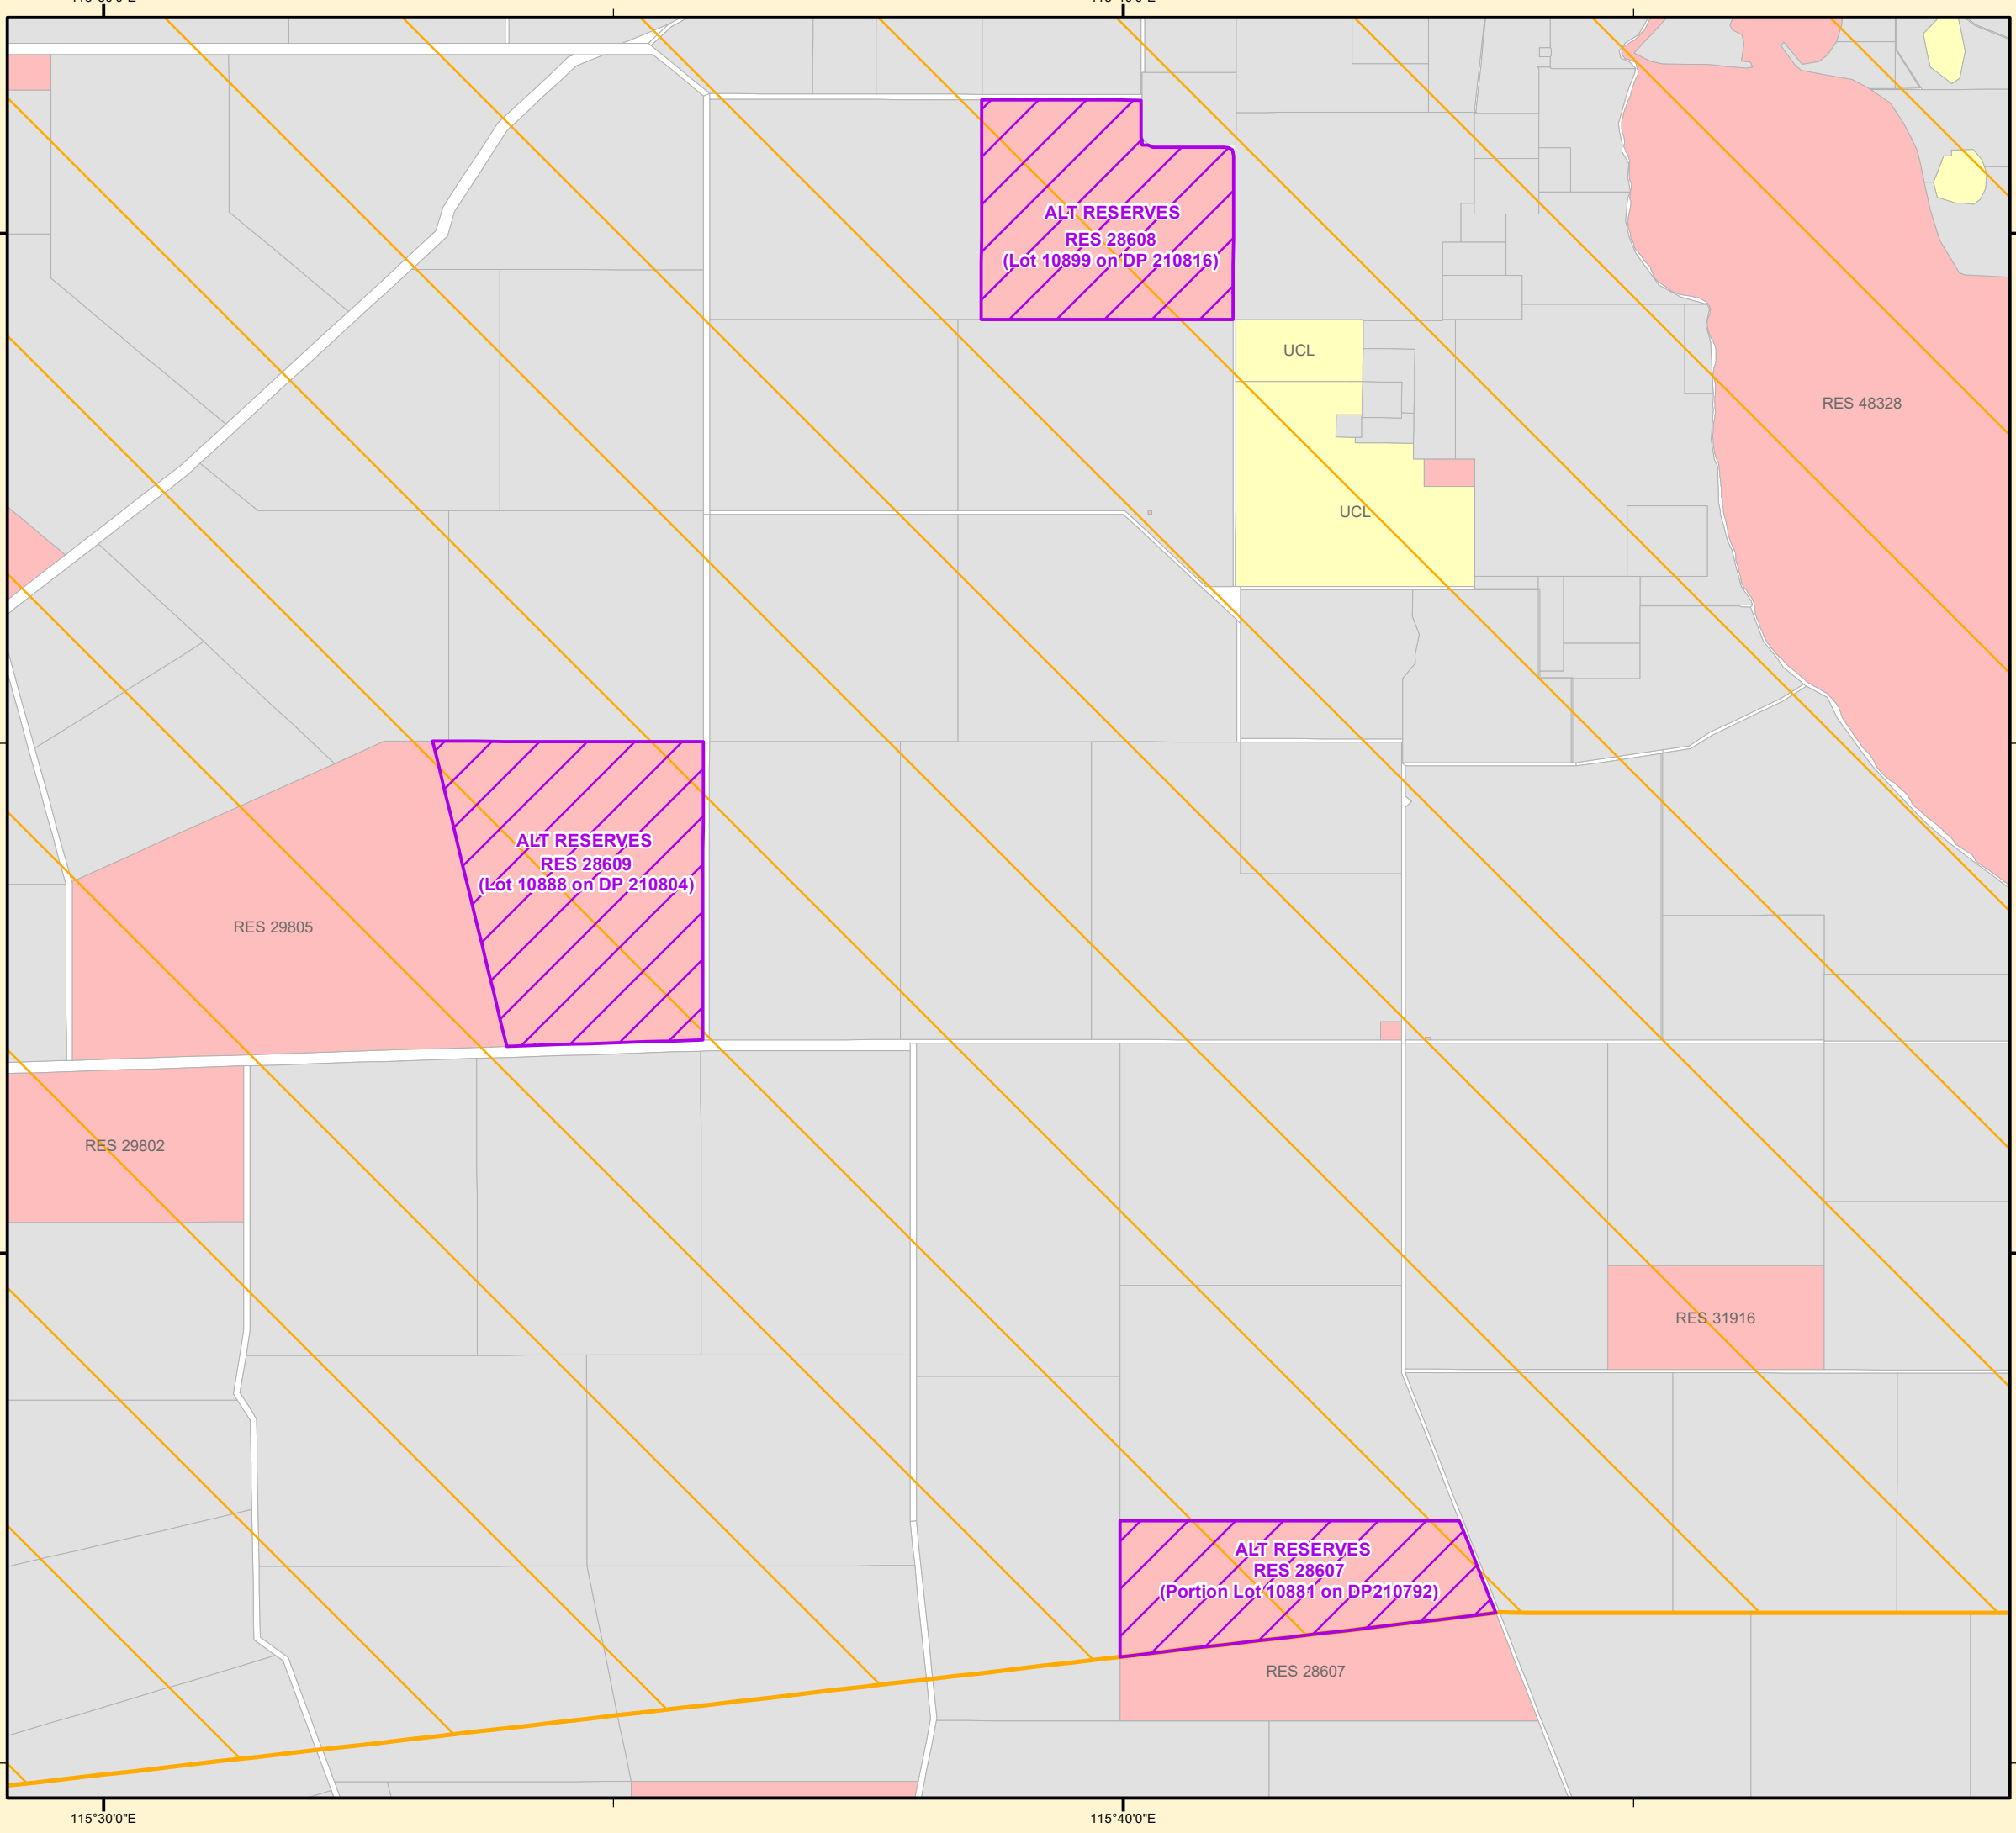 ALT RESERVES
RES 28608
(Lot 10899 on DP 210816)
UCL
RES 48328
UCL
ALT RESERVES
RES 28609
(Lot 10888 on DP 210804)
RES 29805
RES 29802
RES 31916
ALT RESERVES
RES 28607
(Portion Lot 10881 on DP210792)
RES 28607
115°30'0"E
115°40'0"E